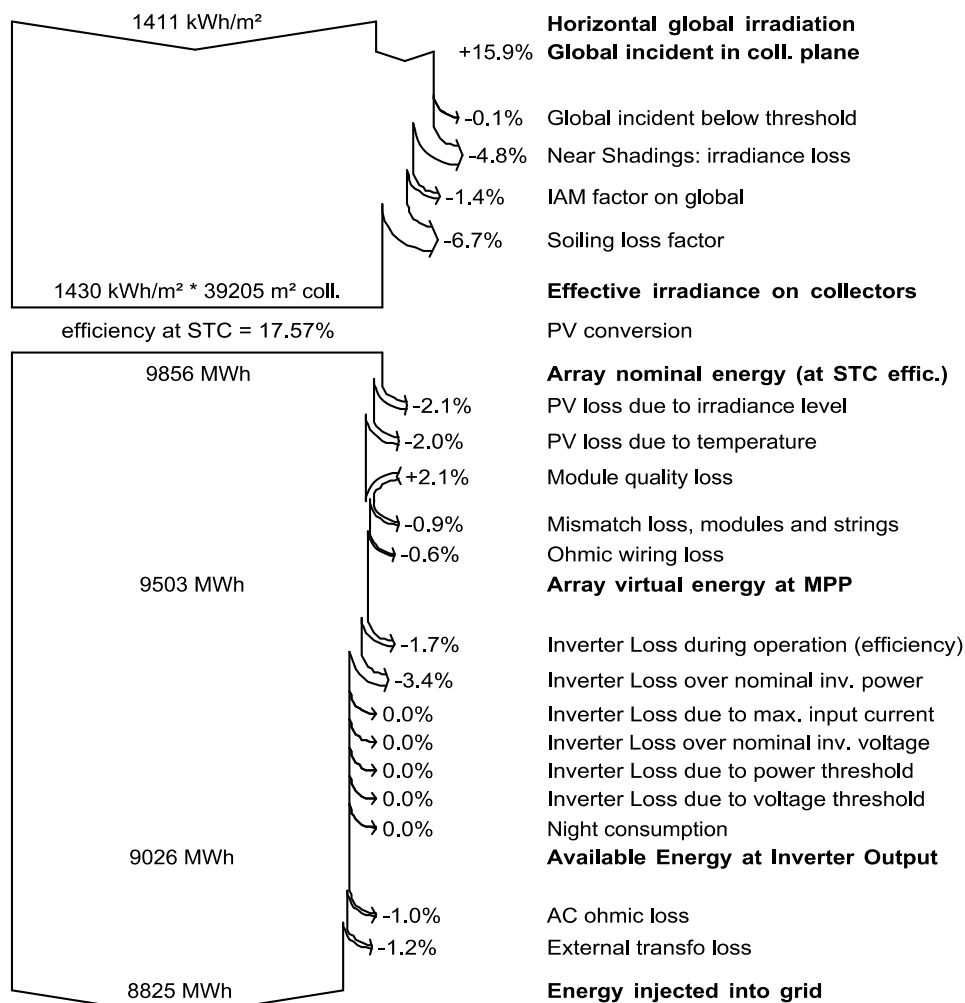 1411 kWh/m² Horizontal global irradiation
+15.9% Global incident in coll. plane
-0.1% Global incident below threshold
-4.8% Near Shadings: irradiance loss
-1.4% IAM factor on global
-6.7% Soiling loss factor
1430 kWh/m² * 39205 m² coll. Effective irradiance on collectors
efficiency at STC = 17.57% PV conversion
9856 MWh Array nominal energy (at STC effic.)
-2.1% PV loss due to irradiance level
-2.0% PV loss due to temperature
+2.1% Module quality loss
-0.9% Mismatch loss, modules and strings
-0.6% Ohmic wiring loss
9503 MWh Array virtual energy at MPP
-1.7% Inverter Loss during operation (efficiency)
-3.4% Inverter Loss over nominal inv. power
0.0% Inverter Loss due to max. input current
0.0% Inverter Loss over nominal inv. voltage
0.0% Inverter Loss due to power threshold
0.0% Inverter Loss due to voltage threshold
0.0% Night consumption
9026 MWh Available Energy at Inverter Output
-1.0% AC ohmic loss
-1.2% External transfo loss
8825 MWh Energy injected into grid